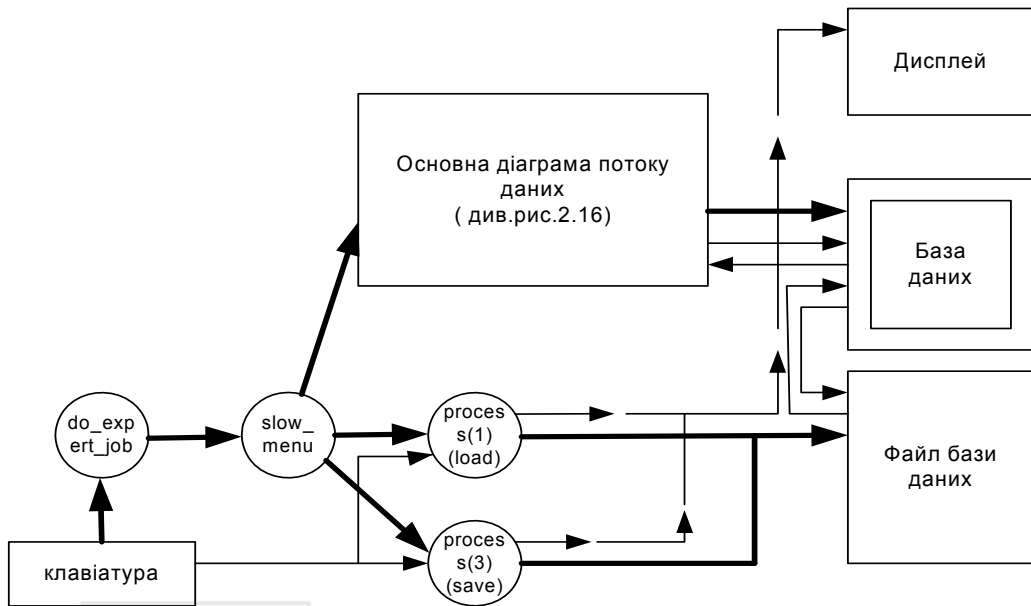 Дисплей
Основна діаграма потоку
даних
( див.рис.2.16)
База
даних
do_exp
ert_job
slow_
menu
proces
s(1)
(load)
Файл бази
даних
клавіатура
proces
s(3)
(save)